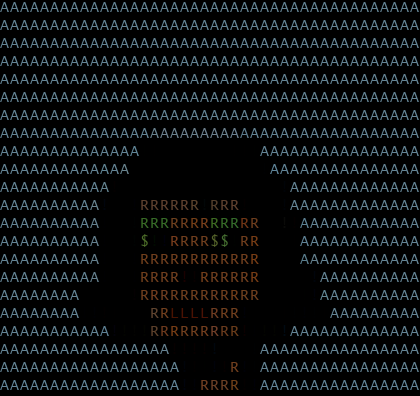 AAAAAAAAAAAAAAAAAAAAAAAAAAAAAAAAAAAAAAAAAA
AAAAAAAAAAAAAAAAAAAAAAAAAAAAAAAAAAAAAAAAAA
AAAAAAAAAAAAAAAAAAAAAAAAAAAAAAAAAAAAAAAAAA
AAAAAAAAAAAAAAAAAAAAAAAAAAAAAAAAAAAAAAAAAA
AAAAAAAAAAAAAAAAAAAAAAAAAAAAAAAAAAAAAAAAAA
AAAAAAAAAAAAAAAAAAAAAAAAAAAAAAAAAAAAAAAAAA
AAAAAAAAAAAAAAAAAAAAAAAAAAAAAAAAAAAAAAAAAA
AAAAAAAAAAAAAAAAAAAAAAAAAAAAAAAAAAAAAAAAAA
AAAAAAAAAAAAAA            AAAAAAAAAAAAAAAA
AAAAAAAAAAAAA              AAAAAAAAAAAAAAA
AAAAAAAAAAA                  AAAAAAAAAAAAA
AAAAAAAAAA    RRRRRR RRR     AAAAAAAAAAAAA
AAAAAAAAAA    RRRRRRRRRRRR    AAAAAAAAAAAA
AAAAAAAAAA    $  RRRR$$ RR    AAAAAAAAAAAA
AAAAAAAAAA    RRRRRRRRRRRR    AAAAAAAAAAAA
AAAAAAAAAA    RRRR  RRRRRR      AAAAAAAAAA
AAAAAAAA      RRRRRRRRRRRR      AAAAAAAAAA
AAAAAAAA       RRLLLLRRR         AAAAAAAAA
AAAAAAAAAAA    RRRRRRRRR     AAAAAAAAAAAAA
AAAAAAAAAAAAAAAAA         AAAAAAAAAAAAAAAA
AAAAAAAAAAAAAAAAAA     R  AAAAAAAAAAAAAAAA
AAAAAAAAAAAAAAAAAA  RRRR  AAAAAAAAAAAAAAAA